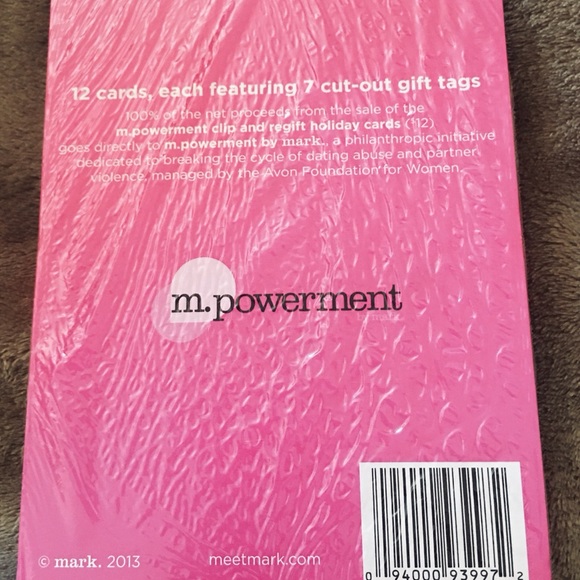 12 cards, each featuring 7 cut-out gift tags
100% of the net proceeds from the sale of the
m.powerment clip and regift holiday cards ($12)
goes directly to m.powerment by mark., a philanthropic initiative
dedicated to breaking the cycle of dating abuse and partner
violence, managed by the Avon Foundation for Women.
m.powerment
by mark.
© mark. 2013
meetmark.com
0 94000 93997 2